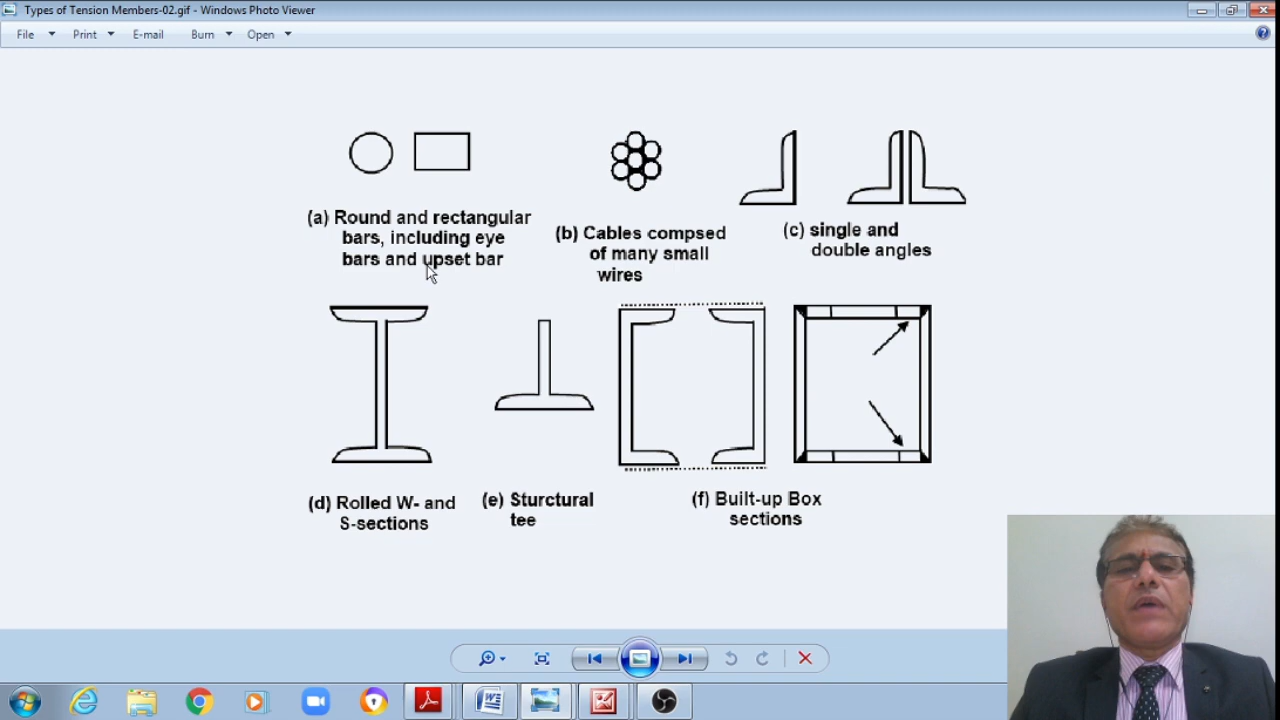 Types of Tension Members-02.gif - Windows Photo Viewer
File Print E-mail Burn Open
(a) Round and rectangular
bars, including eye
bars and upset bar
(b) Cables compsed
of many small
wires
(c) single and
double angles
(d) Rolled W- and
S-sections
(e) Sturctural
tee
(f) Built-up Box
sections